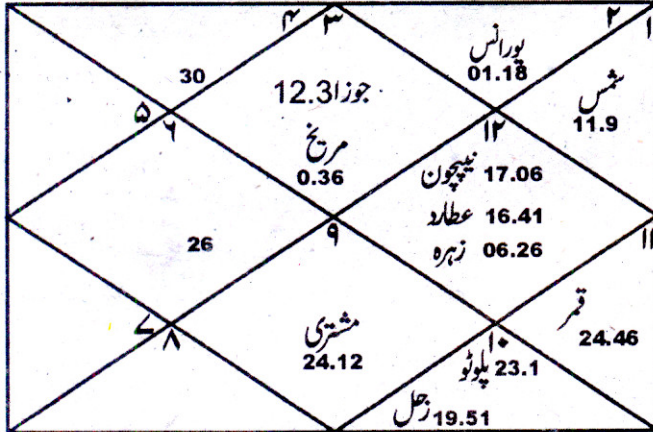 ۴ ۳ ۲ ۱
یورانس
01.18
30
جوزا 12.3
شمس
11.9
۵ ۶ ۱۲
مریخ
0.36
نیپچون 17.06
عطارد 16.41
زہرہ 06.26
26
۹ ۱۱
قمر
24.46
مشتری
24.12
۷ ۸ ۱۰
پلوٹو 23.1
زحل 19.51